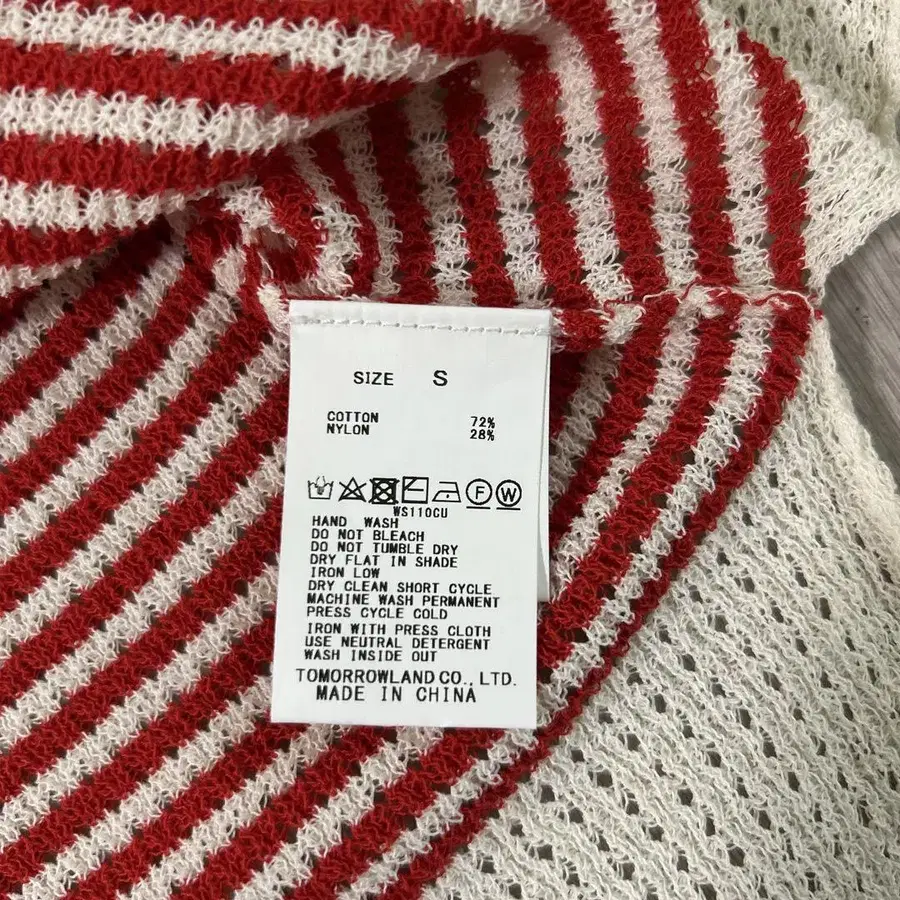 SIZE S
COTTON 72%
NYLON 28%
F W
WS110CU
HAND WASH
DO NOT BLEACH
DO NOT TUMBLE DRY
DRY FLAT IN SHADE
IRON LOW
DRY CLEAN SHORT CYCLE
MACHINE WASH PERMANENT
PRESS CYCLE COLD
IRON WITH PRESS CLOTH
USE NEUTRAL DETERGENT
WASH INSIDE OUT
TOMORROWLAND CO., LTD.
MADE IN CHINA